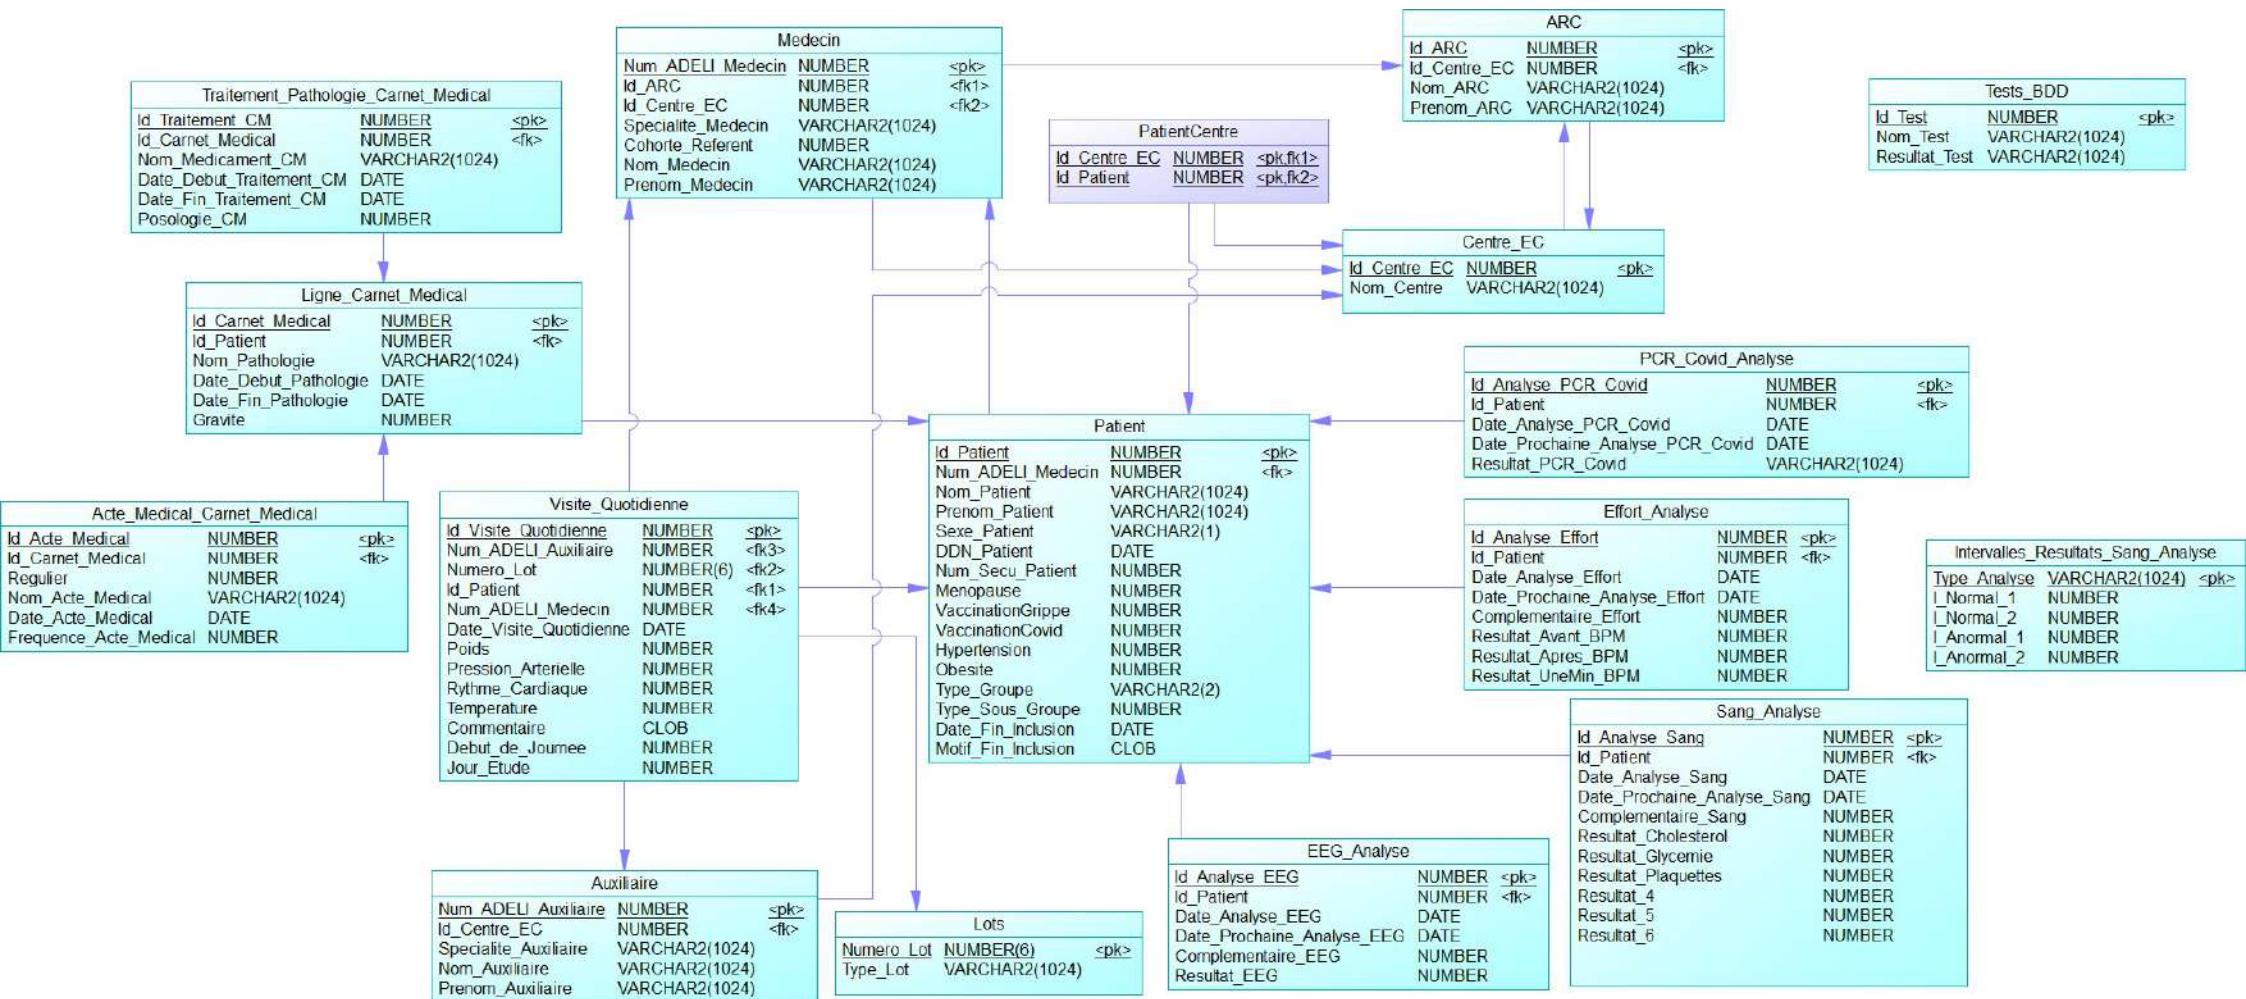 Traitement_Pathologie_Carnet_Medical
Id_Traitement_CM NUMBER <pk>
Id_Carnet_Medical NUMBER <fk>
Nom_Medicament_CM VARCHAR2(1024)
Date_Debut_Traitement_CM DATE
Date_Fin_Traitement_CM DATE
Posologie_CM NUMBER
Medecin
Num_ADELI_Medecin NUMBER <pk>
Id_ARC NUMBER <fk1>
Id_Centre_EC NUMBER <fk2>
Specialite_Medecin VARCHAR2(1024)
Cohorte_Referent NUMBER
Nom_Medecin VARCHAR2(1024)
Prenom_Medecin VARCHAR2(1024)
PatientCentre
Id_Centre_EC NUMBER <pk,fk1>
Id_Patient NUMBER <pk,fk2>
ARC
Id_ARC NUMBER <pk>
Id_Centre_EC NUMBER <fk>
Nom_ARC VARCHAR2(1024)
Prenom_ARC VARCHAR2(1024)
Tests_BDD
Id_Test NUMBER <pk>
Nom_Test VARCHAR2(1024)
Resultat_Test VARCHAR2(1024)
Centre_EC
Id_Centre_EC NUMBER <pk>
Nom_Centre VARCHAR2(1024)
Ligne_Carnet_Medical
Id_Carnet_Medical NUMBER <pk>
Id_Patient NUMBER <fk>
Nom_Pathologie VARCHAR2(1024)
Date_Debut_Pathologie DATE
Date_Fin_Pathologie DATE
Gravite NUMBER
PCR_Covid_Analyse
Id_Analyse_PCR_Covid NUMBER <pk>
Id_Patient NUMBER <fk>
Date_Analyse_PCR_Covid DATE
Date_Prochaine_Analyse_PCR_Covid DATE
Resultat_PCR_Covid VARCHAR2(1024)
Patient
Id_Patient NUMBER <pk>
Num_ADELI_Medecin NUMBER <fk>
Nom_Patient VARCHAR2(1024)
Prenom_Patient VARCHAR2(1024)
Sexe_Patient VARCHAR2(1)
DDN_Patient DATE
Num_Secu_Patient NUMBER
Menopause NUMBER
VaccinationGrippe NUMBER
VaccinationCovid NUMBER
Hypertension NUMBER
Obesite NUMBER
Type_Groupe VARCHAR2(2)
Type_Sous_Groupe NUMBER
Date_Fin_Inclusion DATE
Motif_Fin_Inclusion CLOB
Acte_Medical_Carnet_Medical
Id_Acte_Medical NUMBER <pk>
Id_Carnet_Medical NUMBER <fk>
Regulier NUMBER
Nom_Acte_Medical VARCHAR2(1024)
Date_Acte_Medical DATE
Frequence_Acte_Medical NUMBER
Visite_Quotidienne
Id_Visite_Quotidienne NUMBER <pk>
Num_ADELI_Auxiliaire NUMBER <fk3>
Numero_Lot NUMBER(6) <fk2>
Id_Patient NUMBER <fk1>
Num_ADELI_Medecin NUMBER <fk4>
Date_Visite_Quotidienne DATE
Poids NUMBER
Pression_Arterielle NUMBER
Rythme_Cardiaque NUMBER
Temperature NUMBER
Commentaire CLOB
Debut_de_Journee NUMBER
Jour_Etude NUMBER
Effort_Analyse
Id_Analyse_Effort NUMBER <pk>
Id_Patient NUMBER <fk>
Date_Analyse_Effort DATE
Date_Prochaine_Analyse_Effort DATE
Complementaire_Effort NUMBER
Resultat_Avant_BPM NUMBER
Resultat_Apres_BPM NUMBER
Resultat_UneMin_BPM NUMBER
Intervalles_Resultats_Sang_Analyse
Type_Analyse VARCHAR2(1024) <pk>
I_Normal_1 NUMBER
I_Normal_2 NUMBER
I_Anormal_1 NUMBER
I_Anormal_2 NUMBER
Sang_Analyse
Id_Analyse_Sang NUMBER <pk>
Id_Patient NUMBER <fk>
Date_Analyse_Sang DATE
Date_Prochaine_Analyse_Sang DATE
Complementaire_Sang NUMBER
Resultat_Cholesterol NUMBER
Resultat_Glycemie NUMBER
Resultat_Plaquettes NUMBER
Resultat_4 NUMBER
Resultat_5 NUMBER
Resultat_6 NUMBER
EEG_Analyse
Id_Analyse_EEG NUMBER <pk>
Id_Patient NUMBER <fk>
Date_Analyse_EEG DATE
Date_Prochaine_Analyse_EEG DATE
Complementaire_EEG NUMBER
Resultat_EEG NUMBER
Auxiliaire
Num_ADELI_Auxiliaire NUMBER <pk>
Id_Centre_EC NUMBER <fk>
Specialite_Auxiliaire VARCHAR2(1024)
Nom_Auxiliaire VARCHAR2(1024)
Prenom_Auxiliaire VARCHAR2(1024)
Lots
Numero_Lot NUMBER(6) <pk>
Type_Lot VARCHAR2(1024)